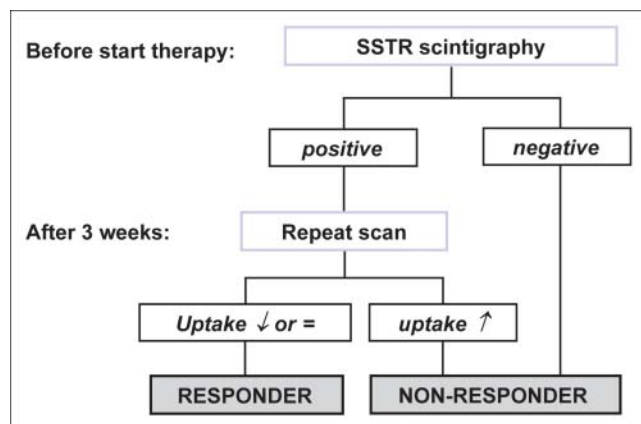 Before start therapy:
SSTR scintigraphy
positive
negative
After 3 weeks:
Repeat scan
Uptake ↓ or =
uptake ↑
RESPONDER
NON-RESPONDER